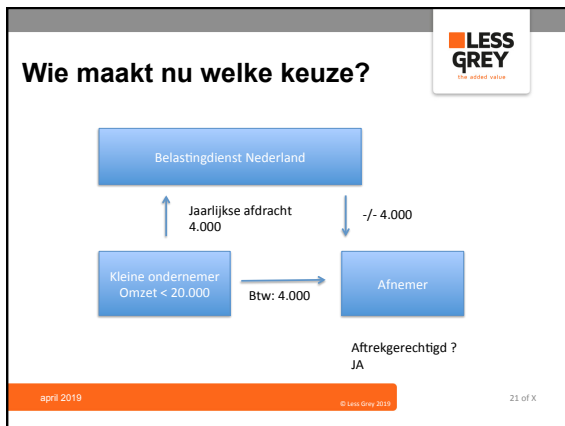 LESS
GREY
the added value
Wie maakt nu welke keuze?
Belastingdienst Nederland
Jaarlijkse afdracht
4.000
-/- 4.000
Kleine ondernemer
Omzet < 20.000
Btw: 4.000
Afnemer
Aftrekgerechtigd ?
JA
april 2019
© Less Grey 2019
21 of X